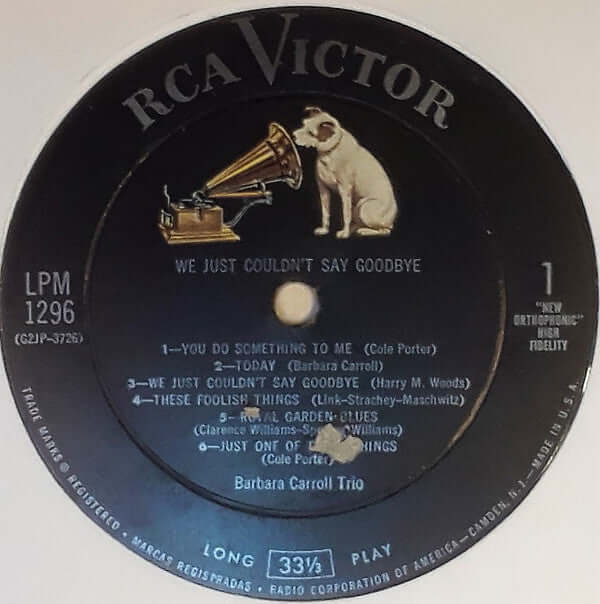 RCA VICTOR
WE JUST COULDN'T SAY GOODBYE
LPM
1296
(G2JP-3726)
1
"NEW
ORTHOPHONIC"
HIGH
FIDELITY
1—YOU DO SOMETHING TO ME (Cole Porter)
2—TODAY (Barbara Carroll)
3—WE JUST COULDN'T SAY GOODBYE (Harry M. Woods)
4—THESE FOOLISH THINGS (Link-Strachey-Maschwitz)
5—ROYAL GARDEN BLUES
(Clarence Williams- Williams)
6—JUST ONE OF
(Cole Porter)
Barbara Carroll Trio
LONG 33⅓ PLAY
TRADE MARKS ® REGISTERED • MARCAS REGISTRADAS • RADIO CORPORATION OF AMERICA—CAMDEN, N.J.—MADE IN U.S.A.